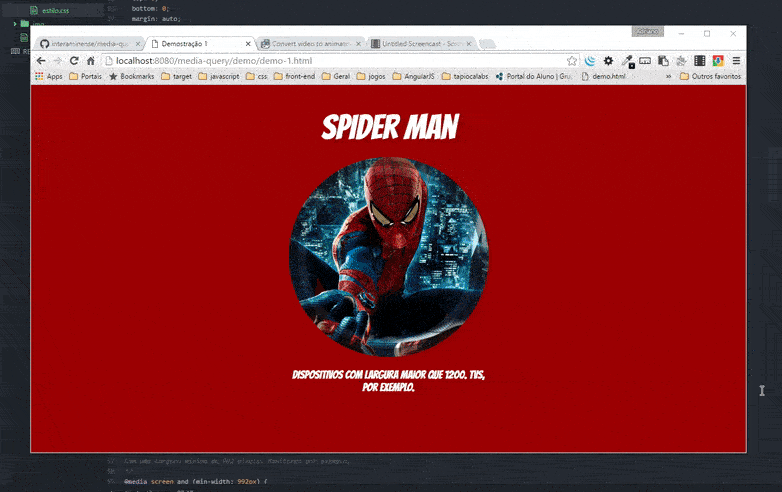 estilo.css
bottom: 0;
margin: auto;
interaminense/media-qu
Demostração 1
Convert video to animate
Untitled Screencast - Scre
localhost:8080/media-query/demo/demo-1.html
Apps Portais Bookmarks target javascript css front-end Geral jogos AngularJS tapiocalabs Portal do Aluno | Gru demo.html » Outros favoritos
SPIDER MAN
DISPOSITIVOS COM LARGURA MAIOR QUE 1200. TVS,
POR EXEMPLO.
@media screen and (min-width: 992px) {